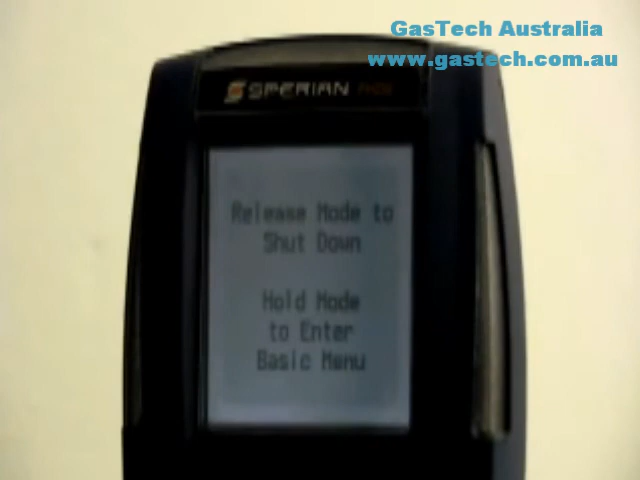 GasTech Australia
www.gastech.com.au
SPERIAN
Release Mode to
Shut Down
Hold Mode
to Enter
Basic Menu